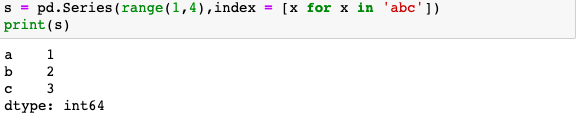 s = pd.Series(range(1,4),index = [x for x in 'abc'])
print(s)
a    1
b    2
c    3
dtype: int64